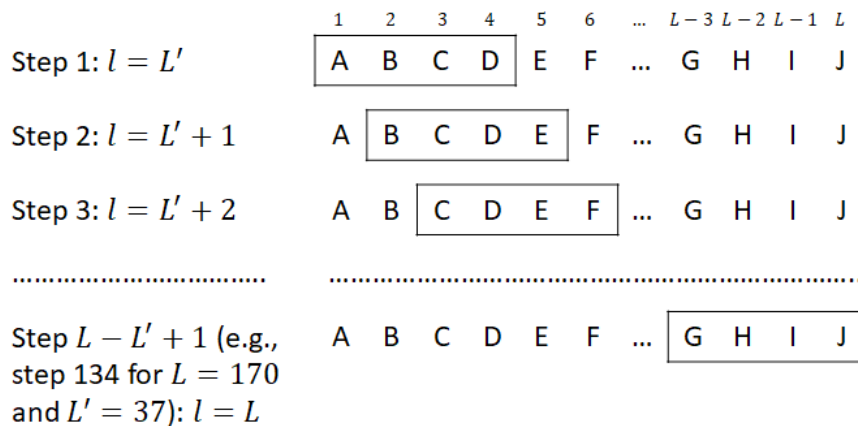 1 2 3 4 5 6 ... L − 3 L − 2 L − 1 L
Step 1: l = L′ A B C D E F ... G H I J
Step 2: l = L′ + 1 A B C D E F ... G H I J
Step 3: l = L′ + 2 A B C D E F ... G H I J
.................................. ........................................................................
Step L − L′ + 1 (e.g., A B C D E F ... G H I J
step 134 for L = 170
and L′ = 37): l = L